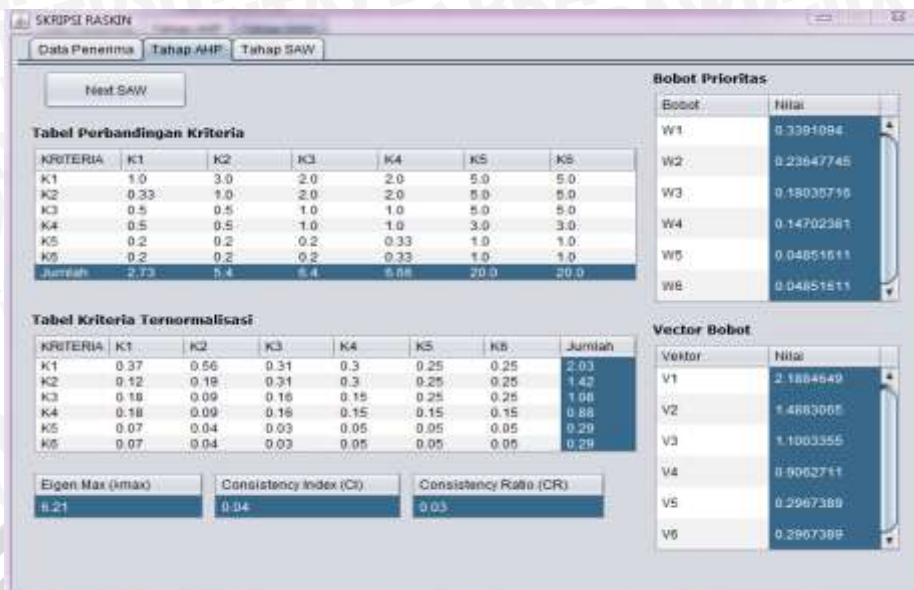 SKRIPSI RASKIN
Data Penerima Tahap AHP Tahap SAW
Next SAW
Tabel Perbandingan Kriteria
KRITERIA K1 K2 K3 K4 K5 K6
K1 1.0 3.0 2.0 2.0 5.0 5.0
K2 0.33 1.0 2.0 2.0 5.0 5.0
K3 0.5 0.5 1.0 1.0 5.0 5.0
K4 0.5 0.5 1.0 1.0 3.0 3.0
K5 0.2 0.2 0.2 0.33 1.0 1.0
K6 0.2 0.2 0.2 0.33 1.0 1.0
Jumlah 2.73 5.4 6.4 6.66 20.0 20.0
Tabel Kriteria Ternormalisasi
KRITERIA K1 K2 K3 K4 K5 K6 Jumlah
K1 0.37 0.56 0.31 0.3 0.25 0.25 2.03
K2 0.12 0.19 0.31 0.3 0.25 0.25 1.42
K3 0.18 0.09 0.16 0.15 0.25 0.25 1.08
K4 0.18 0.09 0.16 0.15 0.15 0.15 0.88
K5 0.07 0.04 0.03 0.05 0.05 0.05 0.29
K6 0.07 0.04 0.03 0.05 0.05 0.05 0.29
Eigen Max (λmax) Consistency Index (CI) Consistency Ratio (CR)
6.21 0.04 0.03
Bobot Prioritas
Bobot Nilai
W1 0.3391094
W2 0.23647745
W3 0.18035716
W4 0.14702381
W5 0.04851611
W6 0.04851611
Vector Bobot
Vektor Nilai
V1 2.1884649
V2 1.4883065
V3 1.1003355
V4 0.9062711
V5 0.2967389
V6 0.2967389